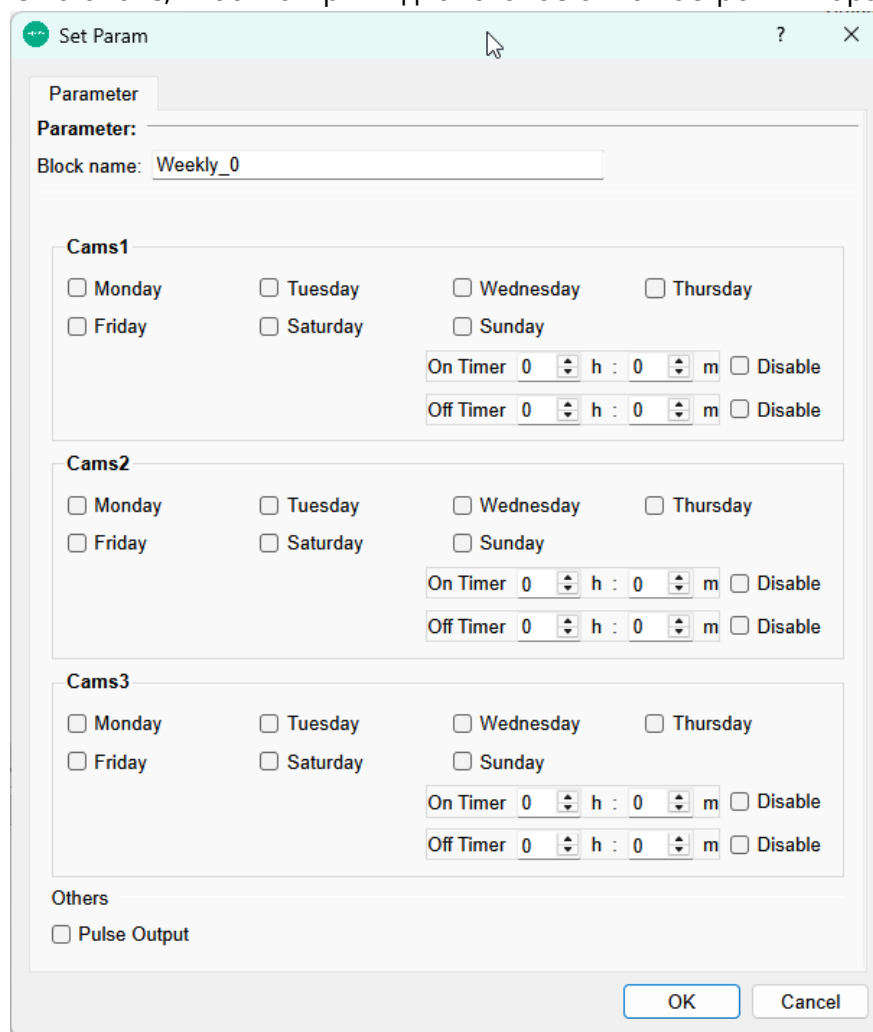 Set Param ?
Parameter
Parameter:
Block name: Weekly_0
Cams1
Monday Tuesday Wednesday Thursday
Friday Saturday Sunday
On Timer 0 h : 0 m Disable
Off Timer 0 h : 0 m Disable
Cams2
Monday Tuesday Wednesday Thursday
Friday Saturday Sunday
On Timer 0 h : 0 m Disable
Off Timer 0 h : 0 m Disable
Cams3
Monday Tuesday Wednesday Thursday
Friday Saturday Sunday
On Timer 0 h : 0 m Disable
Off Timer 0 h : 0 m Disable
Others
Pulse Output
OK Cancel